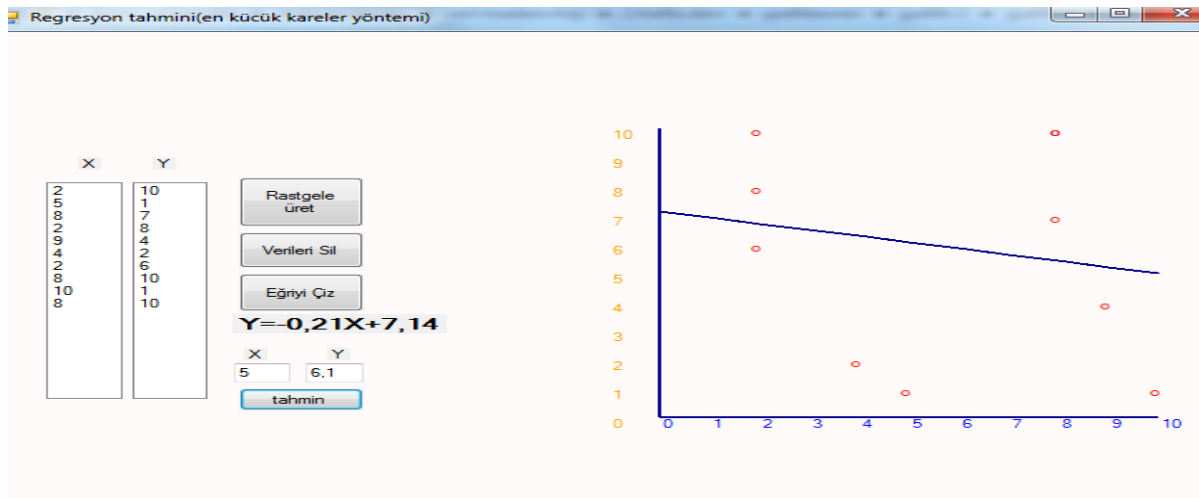 Regresyon tahmini(en kücük kareler yöntemi)
X Y
2 10
5 1
8 7
2 8
9 4
4 2
2 6
8 10
10 1
8 10
Rastgele
üret
Verileri Sil
Eğriyi Çiz
Y=-0,21X+7,14
X Y
5 6,1
tahmin
10
9
8
7
6
5
4
3
2
1
0
0 1 2 3 4 5 6 7 8 9 10